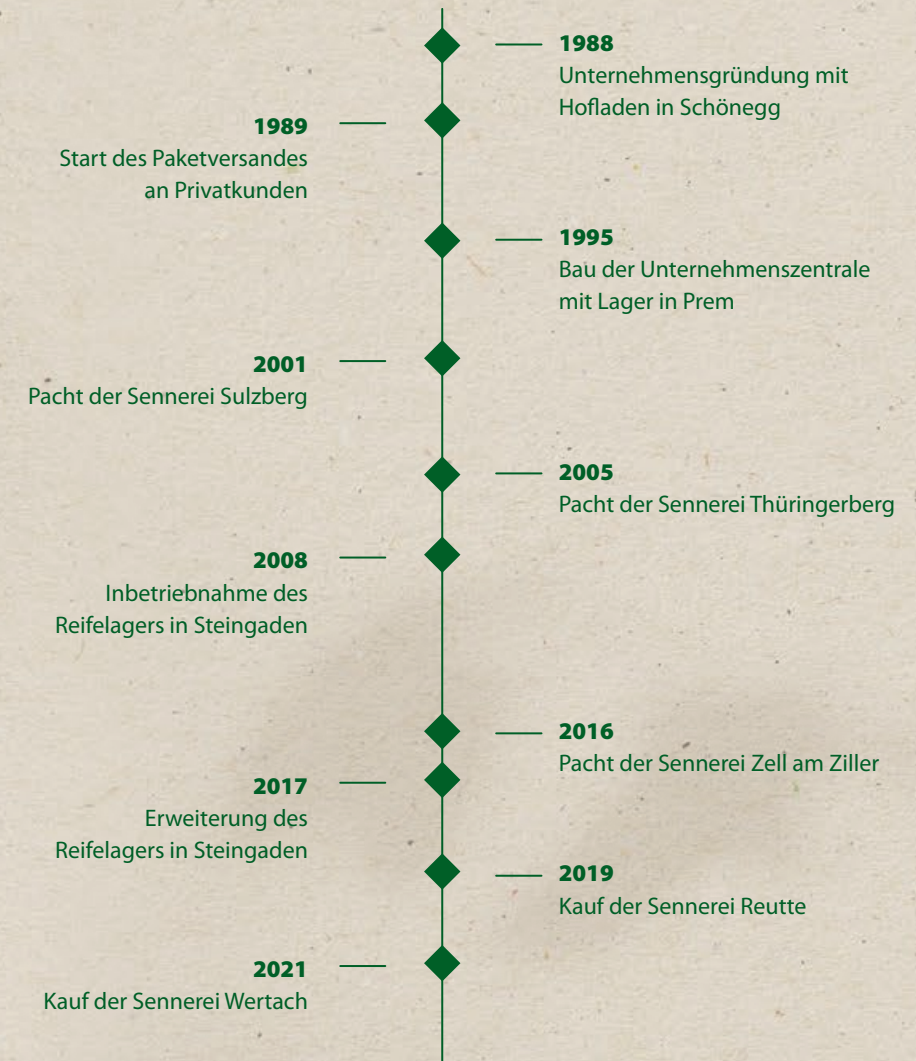 1988
Unternehmensgründung mit
Hofladen in Schönegg
1989
Start des Paketversandes
an Privatkunden
1995
Bau der Unternehmenszentrale
mit Lager in Prem
2001
Pacht der Sennerei Sulzberg
2005
Pacht der Sennerei Thüringerberg
2008
Inbetriebnahme des
Reifelagers in Steingaden
2016
Pacht der Sennerei Zell am Ziller
2017
Erweiterung des
Reifelagers in Steingaden
2019
Kauf der Sennerei Reutte
2021
Kauf der Sennerei Wertach